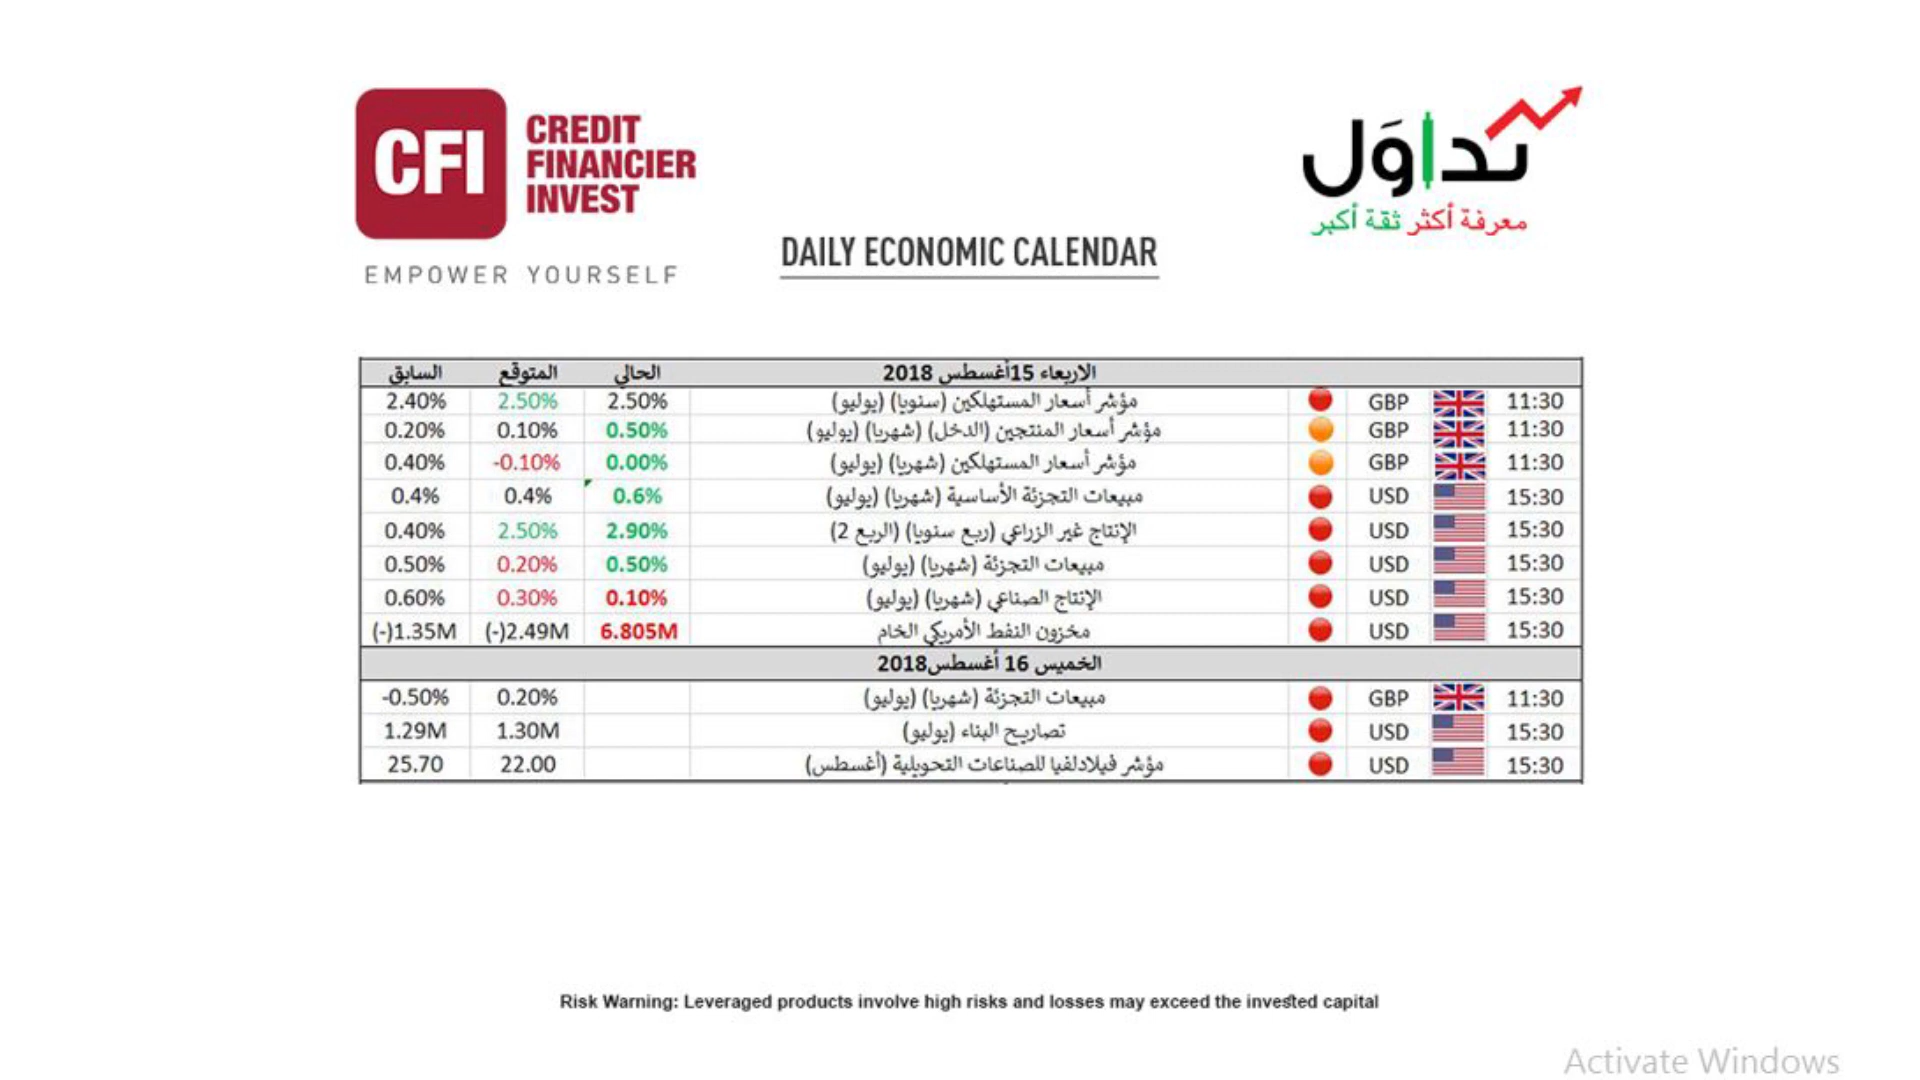 CFI
CREDIT
FINANCIER
INVEST
EMPOWER YOURSELF
تداوَل
معرفة أكثر ثقة أكبر
DAILY ECONOMIC CALENDAR
الاربعاء 15أغسطس 2018 الحالي المتوقع السابق
11:30 GBP مؤشر أسعار المستهلكين (سنويا) (يوليو) 2.50% 2.50% 2.40%
11:30 GBP مؤشر أسعار المنتجين (الدخل) (شهريا) (يوليو) 0.50% 0.10% 0.20%
11:30 GBP مؤشر أسعار المستهلكين (شهريا) (يوليو) 0.00% -0.10% 0.40%
15:30 USD مبيعات التجزئة الأساسية (شهريا) (يوليو) 0.6% 0.4% 0.4%
15:30 USD الإنتاج غير الزراعي (ربع سنويا) (الربع 2) 2.90% 2.50% 0.40%
15:30 USD مبيعات التجزئة (شهريا) (يوليو) 0.50% 0.20% 0.50%
15:30 USD الإنتاج الصناعي (شهريا) (يوليو) 0.10% 0.30% 0.60%
15:30 USD مخزون النفط الأمريكي الخام 6.805M (-)2.49M (-)1.35M
الخميس 16 أغسطس2018
11:30 GBP مبيعات التجزئة (شهريا) (يوليو) 0.20% -0.50%
15:30 USD تصاريح البناء (يوليو) 1.30M 1.29M
15:30 USD مؤشر فيلادلفيا للصناعات التحويلية (أغسطس) 22.00 25.70
Risk Warning: Leveraged products involve high risks and losses may exceed the invested capital
Activate Windows